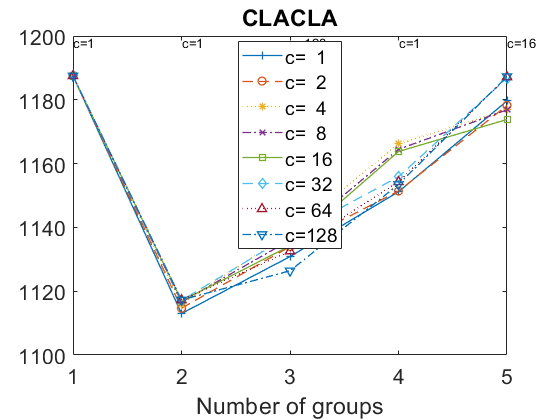 CLACLA
1200
1180
1160
1140
1120
1100
c=1
c=1
c=1
c=16
c= 1
c= 2
c= 4
c= 8
c= 16
c= 32
c= 64
c=128
1 2 3 4 5
Number of groups